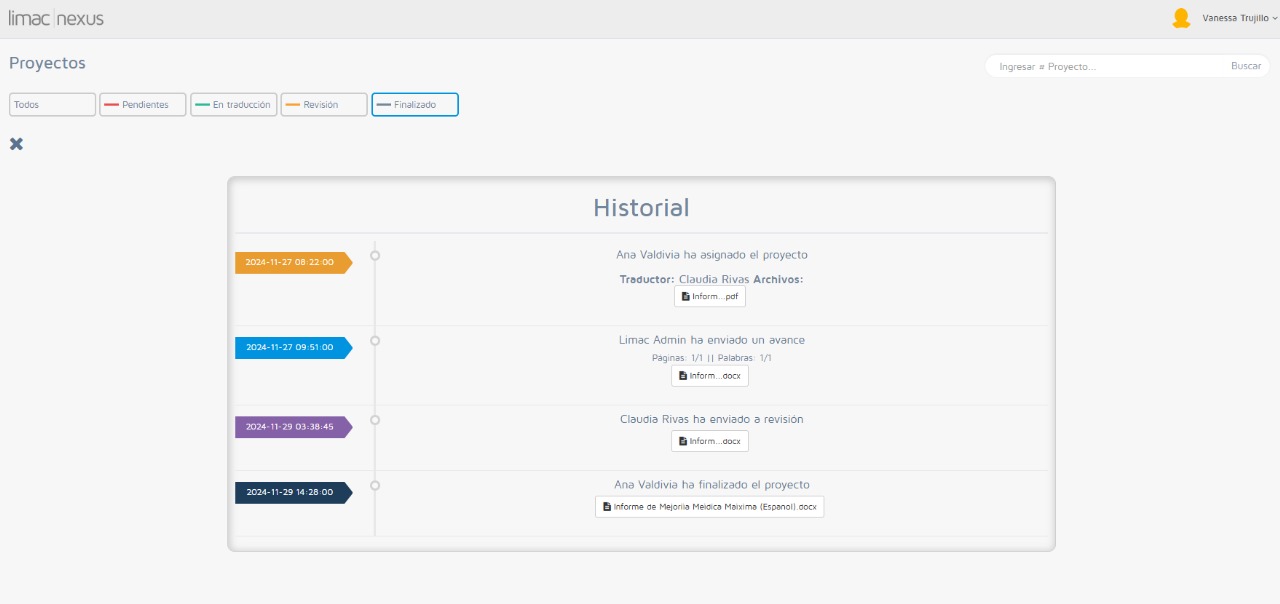 limac nexus
Vanessa Trujillo
Proyectos
Ingresar # Proyecto... Buscar
Todos
Pendientes
En traducción
Revisión
Finalizado
Historial
2024-11-27 08:22:00
Ana Valdivia ha asignado el proyecto
Traductor: Claudia Rivas Archivos:
Inform...pdf
2024-11-27 09:51:00
Limac Admin ha enviado un avance
Páginas: 1/1 || Palabras: 1/1
Inform...docx
2024-11-29 03:38:45
Claudia Rivas ha enviado a revisión
Inform...docx
2024-11-29 14:28:00
Ana Valdivia ha finalizado el proyecto
Informe de Mejoriìa Meìdica Maìxima (Espanol).docx